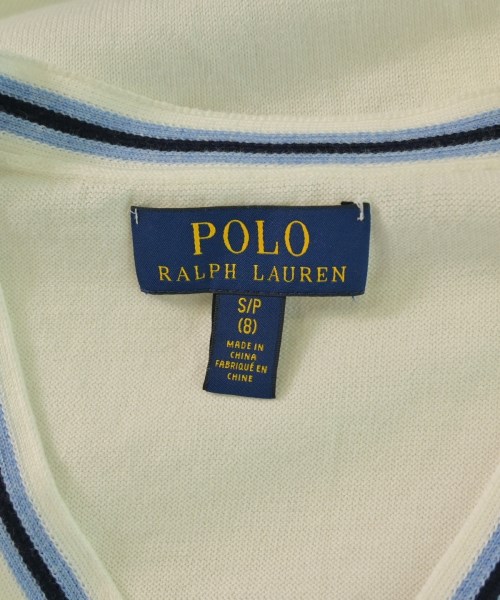 POLO
RALPH LAUREN
S/P
(8)
MADE IN
CHINA
FABRIQUÉ EN
CHINE